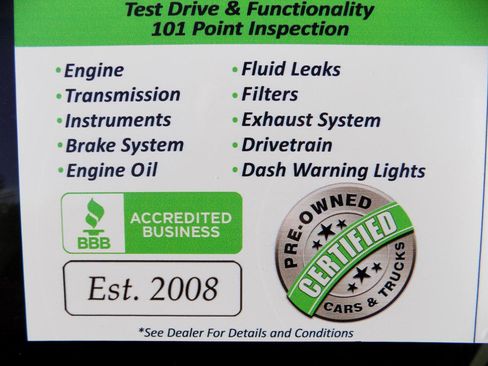 Test Drive & Functionality
101 Point Inspection
•Engine
•Transmission
•Instruments
•Brake System
•Engine Oil
•Fluid Leaks
•Filters
•Exhaust System
•Drivetrain
•Dash Warning Lights
BBB
ACCREDITED
BUSINESS
Est. 2008
PRE-OWNED
CERTIFIED
CARS & TRUCKS
*See Dealer For Details and Conditions